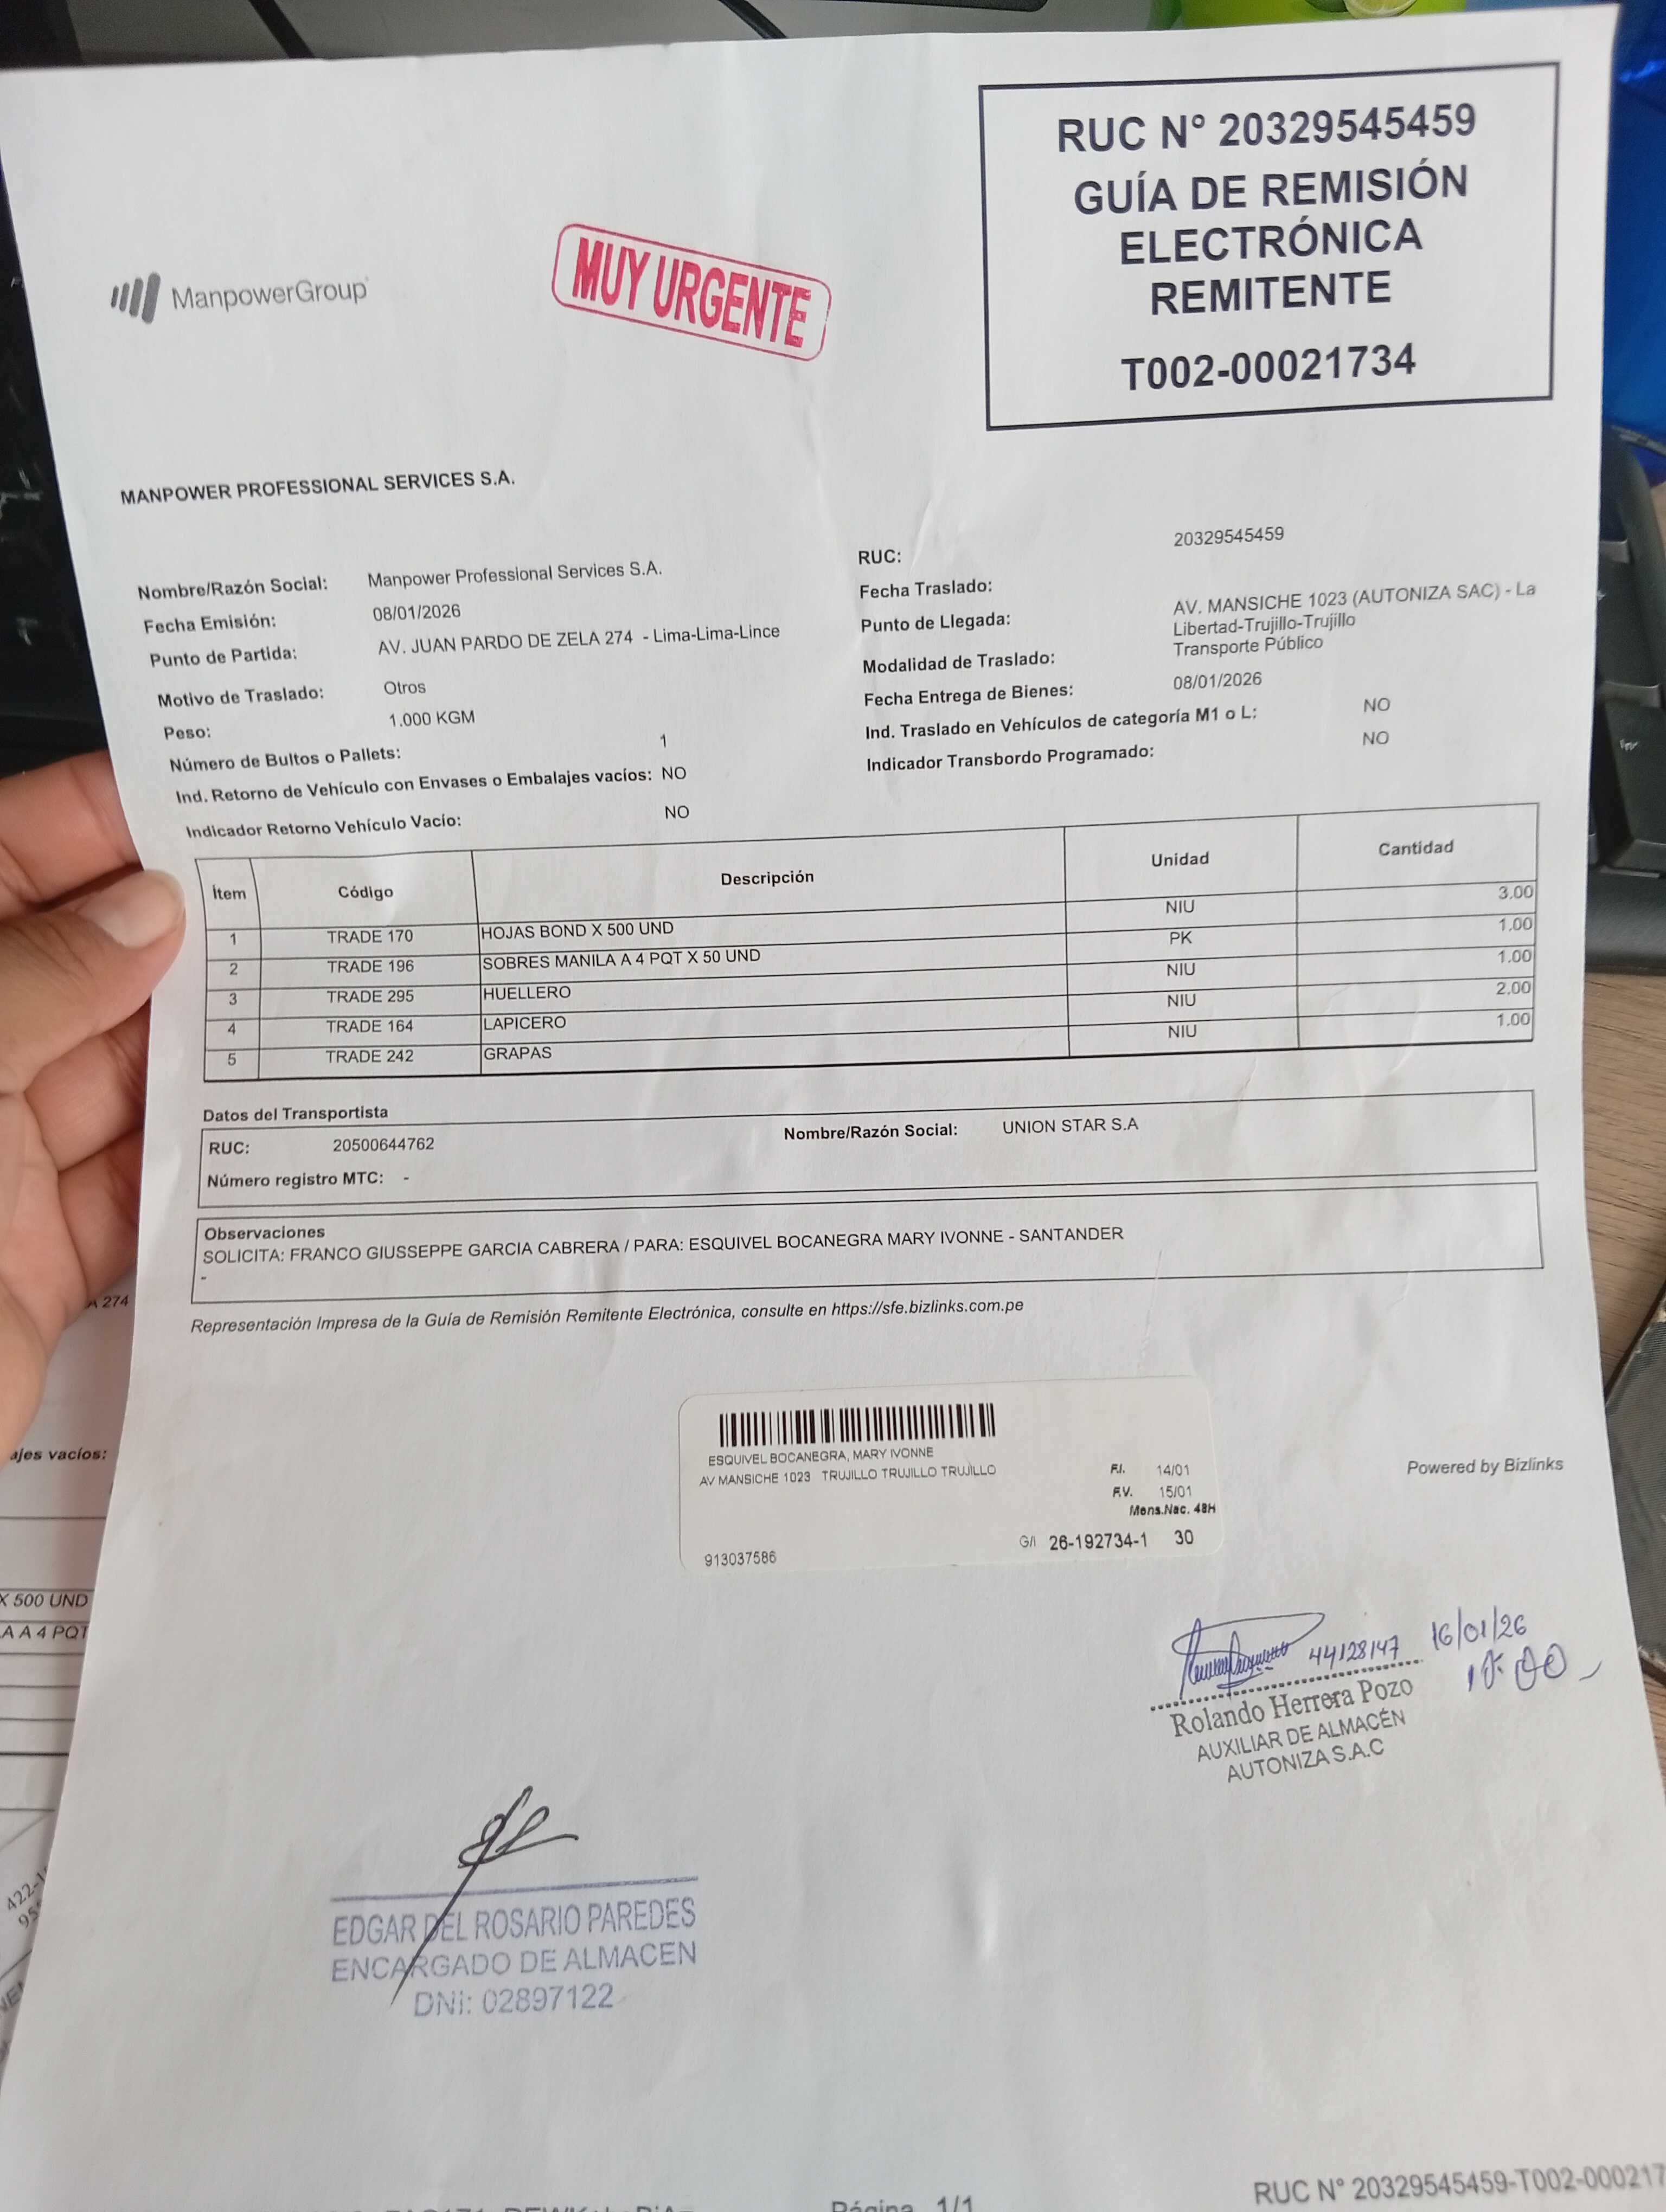 RUC N° 20329545459
GUÍA DE REMISIÓN
ELECTRÓNICA
REMITENTE
T002-00021734
ManpowerGroup
MUY URGENTE
MANPOWER PROFESSIONAL SERVICES S.A.
Nombre/Razón Social: Manpower Professional Services S.A.
Fecha Emisión: 08/01/2026
Punto de Partida: AV. JUAN PARDO DE ZELA 274 - Lima-Lima-Lince
Motivo de Traslado: Otros
Peso: 1.000 KGM
Número de Bultos o Pallets: 1
Ind. Retorno de Vehículo con Envases o Embalajes vacíos: NO
Indicador Retorno Vehículo Vacío: NO
RUC: 20329545459
Fecha Traslado:
Punto de Llegada: AV. MANSICHE 1023 (AUTONIZA SAC) - La
Libertad-Trujillo-Trujillo
Modalidad de Traslado: Transporte Público
Fecha Entrega de Bienes: 08/01/2026
Ind. Traslado en Vehículos de categoría M1 o L: NO
Indicador Transbordo Programado: NO
Ítem Código Descripción Unidad Cantidad
1 TRADE 170 HOJAS BOND X 500 UND NIU 3.00
2 TRADE 196 SOBRES MANILA A 4 PQT X 50 UND PK 1.00
3 TRADE 295 HUELLERO NIU 1.00
4 TRADE 164 LAPICERO NIU 2.00
5 TRADE 242 GRAPAS NIU 1.00
Datos del Transportista
RUC: 20500644762 Nombre/Razón Social: UNION STAR S.A
Número registro MTC: -
Observaciones
SOLICITA: FRANCO GIUSSEPPE GARCIA CABRERA / PARA: ESQUIVEL BOCANEGRA MARY IVONNE - SANTANDER
-
Representación Impresa de la Guía de Remisión Remitente Electrónica, consulte en https://sfe.bizlinks.com.pe
ESQUIVEL BOCANEGRA, MARY IVONNE
AV MANSICHE 1023 TRUJILLO TRUJILLO TRUJILLO
F.I. 14/01
F.V. 15/01
Mens.Nac. 48H
G/I 26-192734-1 30
913037586
Powered by Bizlinks
44128147 16/01/26
Rolando Herrera Pozo
AUXILIAR DE ALMACÉN
AUTONIZA S.A.C
EDGAR DEL ROSARIO PAREDES
ENCARGADO DE ALMACEN
DNI: 02897122
Página 1/1
RUC N° 20329545459-T002-000217
A 274
ajes vacíos:
X 500 UND
A A 4 PQT